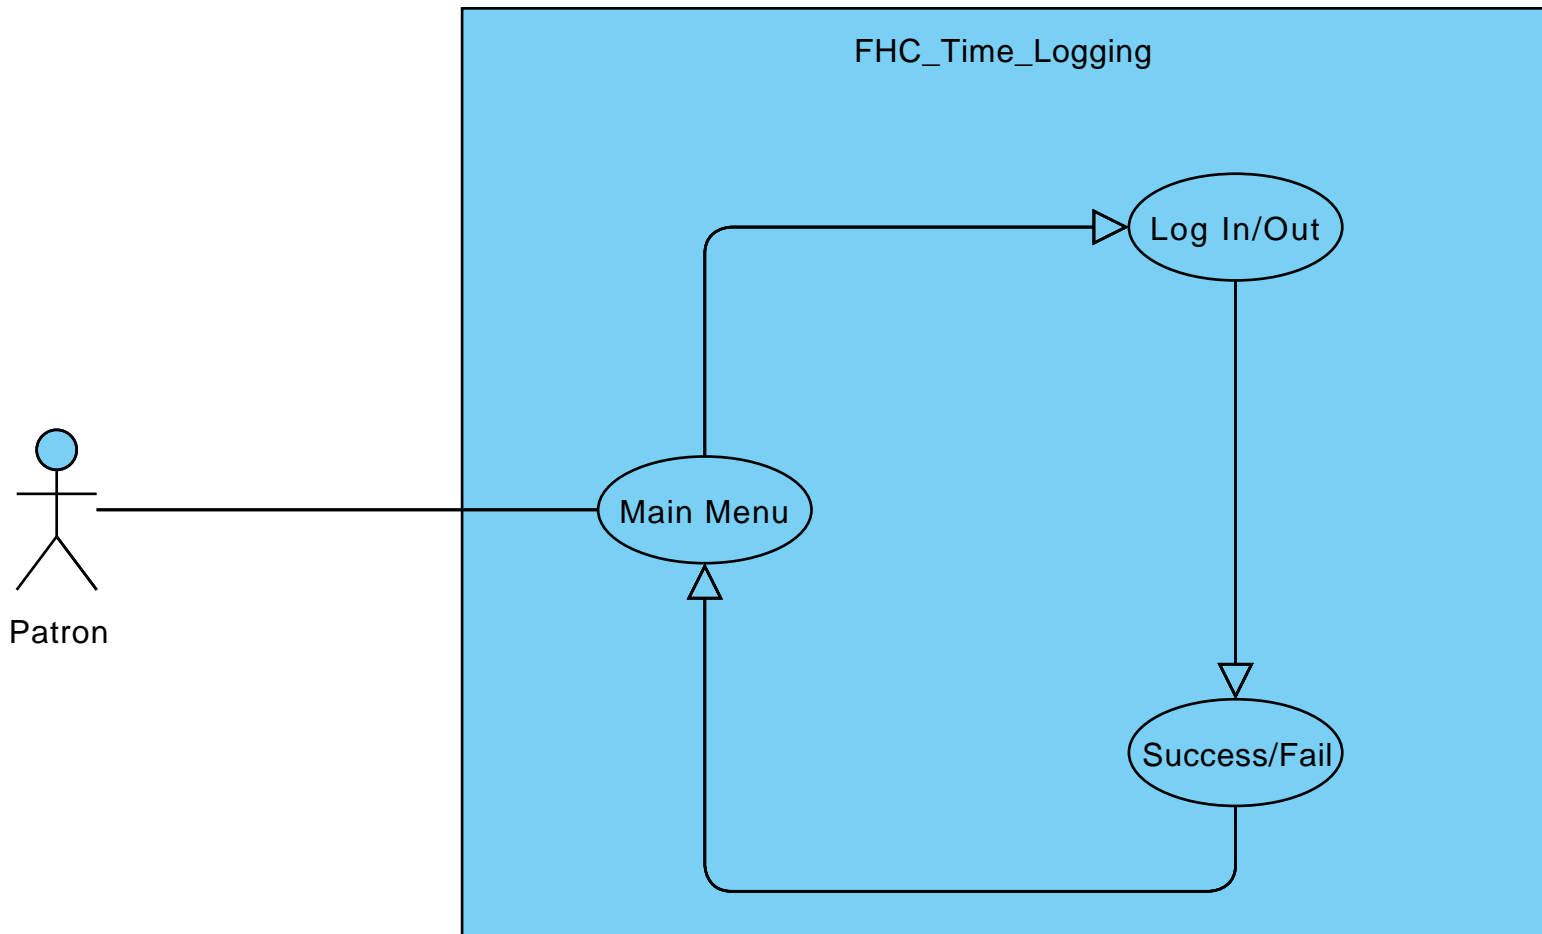 FHC_Time_Logging
Log In/Out
Main Menu
Patron
Success/Fail